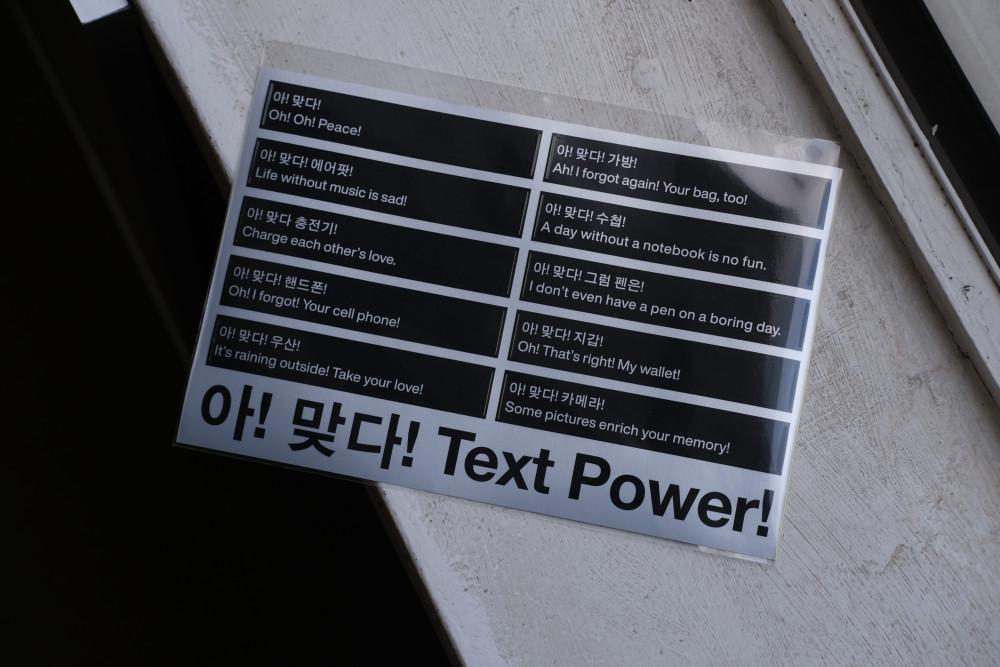 아! 맞다!
Oh! Oh! Peace!
아! 맞다! 에어팟!
Life without music is sad!
아! 맞다 충전기!
Charge each other's love.
아! 맞다! 핸드폰!
Oh! I forgot! Your cell phone!
아! 맞다! 우산!
It's raining outside! Take your love!
아! 맞다! 가방!
Ah! I forgot again! Your bag, too!
아! 맞다! 수첩!
A day without a notebook is no fun.
아! 맞다! 그럼 펜은!
I don't even have a pen on a boring day.
아! 맞다! 지갑!
Oh! That's right! My wallet!
아! 맞다! 카메라!
Some pictures enrich your memory!
아! 맞다! Text Power!